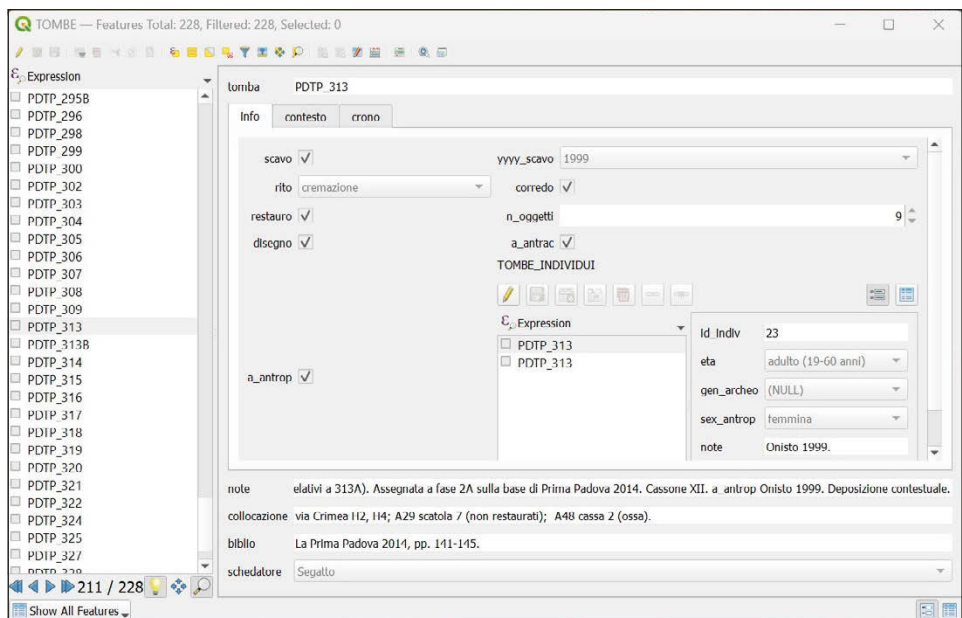 TOMBE — Features Total: 228, Filtered: 228, Selected: 0
Expression
PDTP_295B
PDTP_296
PDTP_298
PDTP_299
PDTP_300
PDTP_302
PDTP_303
PDTP_304
PDTP_305
PDTP_306
PDTP_307
PDTP_308
PDTP_309
PDTP_313
PDTP_313B
PDTP_314
PDTP_315
PDTP_316
PDTP_317
PDTP_318
PDTP_319
PDTP_320
PDTP_321
PDTP_322
PDTP_324
PDTP_325
PDTP_327
211 / 228
Show All Features
tomba PDTP_313
Info contesto crono
scavo yyyy_scavo 1999
rito cremazione corredo
restauro n_oggetti 9
disegno a_antrac
TOMBE_INDIVIDUI
Expression
PDTP_313
PDTP_313
a_antrop
Id_Indiv 23
eta adulto (19-60 anni)
gen_archeo (NULL)
sex_antrop femmina
note Onisto 1999.
note elativi a 313A). Assegnata a fase 2A sulla base di Prima Padova 2014. Cassone XII. a_antrop Onisto 1999. Deposizione contestuale.
collocazione via Crimea H2, H4; A29 scatola 7 (non restaurati); A48 cassa 2 (ossa).
biblio La Prima Padova 2014, pp. 141-145.
schedatore Segatto